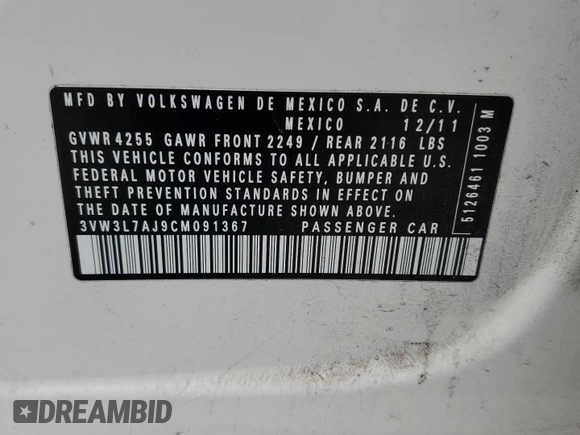 MFD BY VOLKSWAGEN DE MEXICO S.A. DE C.V.
MEXICO 12/11
GVWR 4255 GAWR FRONT 2249 / REAR 2116 LBS
THIS VEHICLE CONFORMS TO ALL APPLICABLE U.S.
FEDERAL MOTOR VEHICLE SAFETY, BUMPER AND
THEFT PREVENTION STANDARDS IN EFFECT ON
THE DATE OF MANUFACTURE SHOWN ABOVE.
3VW3L7AJ9CM091367 PASSENGER CAR
5126461 1003 M
DREAMBID